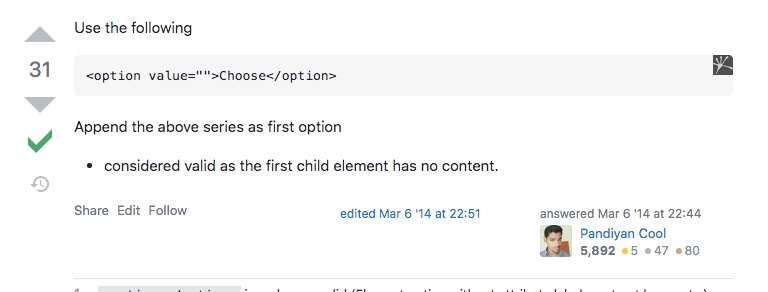 Use the following
31
<option value="">Choose</option>
Append the above series as first option
• considered valid as the first child element has no content.
Share Edit Follow
edited Mar 6 '14 at 22:51
answered Mar 6 '14 at 22:44
Pandiyan Cool
5,892 ●5 ●47 ●80